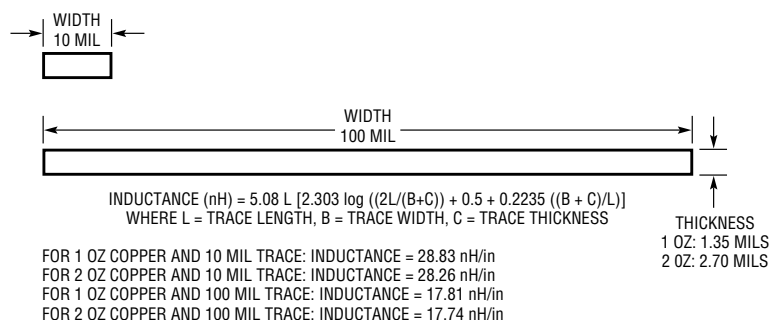 WIDTH
10 MIL
WIDTH
100 MIL
INDUCTANCE (nH) = 5.08 L [2.303 log ((2L/(B+C)) + 0.5 + 0.2235 ((B + C)/L)]
WHERE L = TRACE LENGTH, B = TRACE WIDTH, C = TRACE THICKNESS
THICKNESS
1 OZ: 1.35 MILS
2 OZ: 2.70 MILS
FOR 1 OZ COPPER AND 10 MIL TRACE: INDUCTANCE = 28.83 nH/in
FOR 2 OZ COPPER AND 10 MIL TRACE: INDUCTANCE = 28.26 nH/in
FOR 1 OZ COPPER AND 100 MIL TRACE: INDUCTANCE = 17.81 nH/in
FOR 2 OZ COPPER AND 100 MIL TRACE: INDUCTANCE = 17.74 nH/in